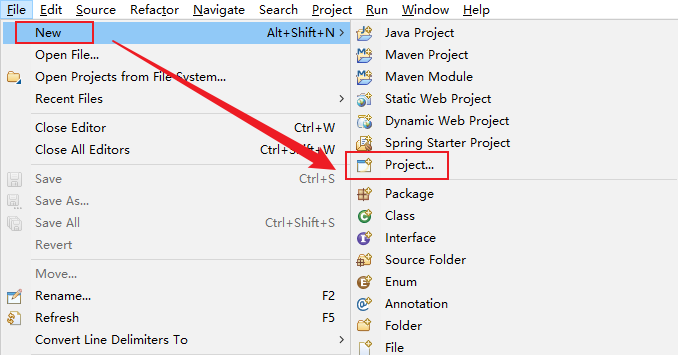 File Edit Source Refactor Navigate Search Project Run Window Help
New Alt+Shift+N >
Open File...
Open Projects from File System...
Recent Files >
Close Editor Ctrl+W
Close All Editors Ctrl+Shift+W
Save Ctrl+S
Save As...
Save All Ctrl+Shift+S
Revert
Move...
Rename... F2
Refresh F5
Convert Line Delimiters To >
Java Project
Maven Project
Maven Module
Static Web Project
Dynamic Web Project
Spring Starter Project
Project...
Package
Class
Interface
Source Folder
Enum
Annotation
Folder
File